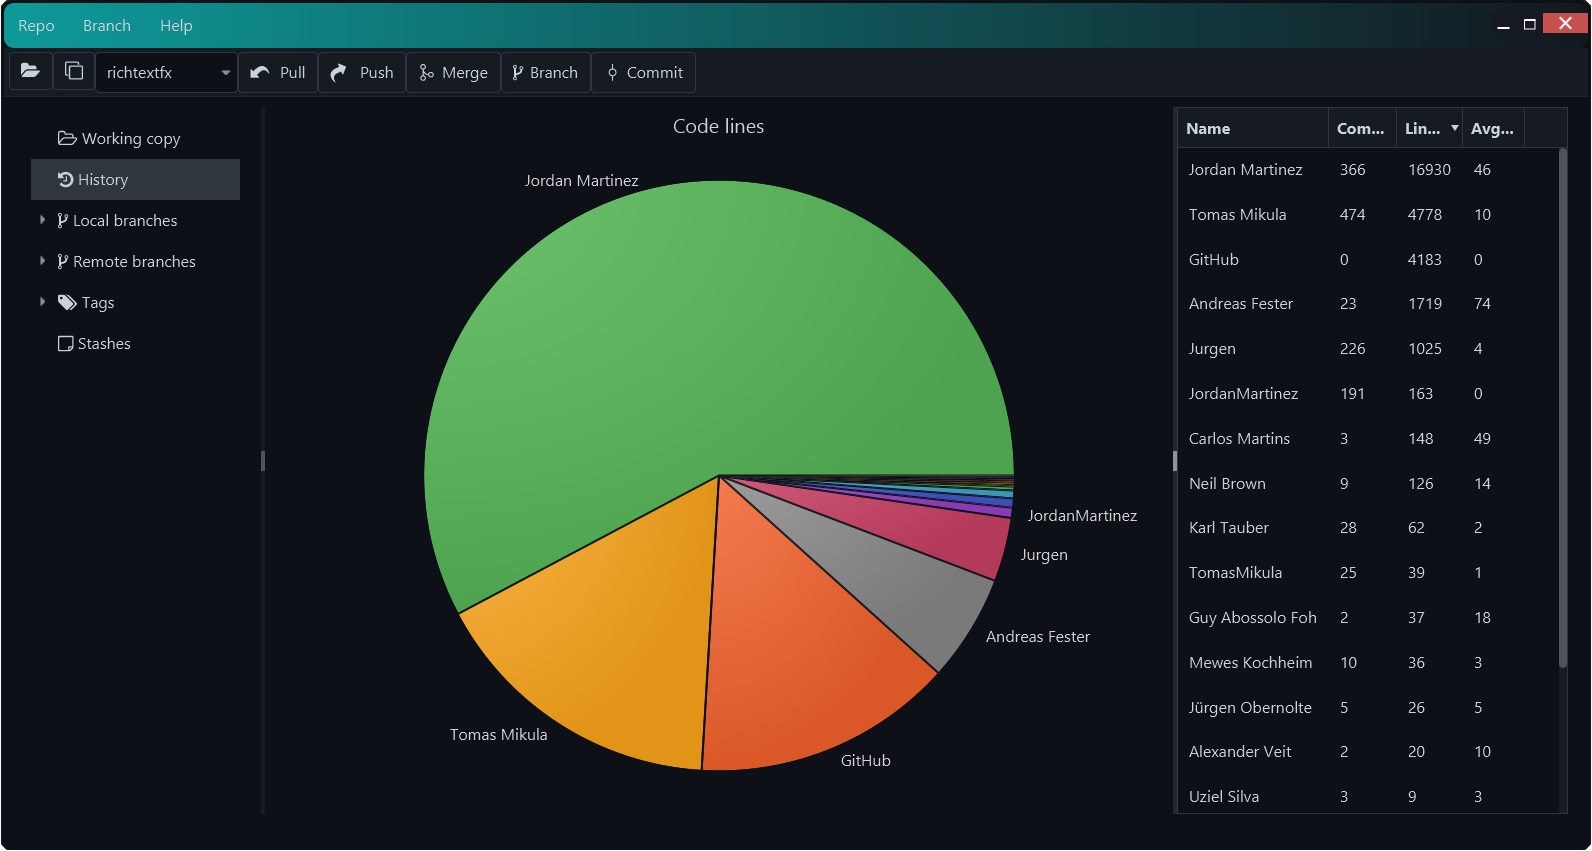 Repo Branch Help
richtextfx Pull Push Merge Branch Commit
Working copy
History
Local branches
Remote branches
Tags
Stashes
Code lines
Jordan Martinez
JordanMartinez
Jurgen
Andreas Fester
Tomas Mikula
GitHub
Name Com... Lin... Avg...
Jordan Martinez 366 16930 46
Tomas Mikula 474 4778 10
GitHub 0 4183 0
Andreas Fester 23 1719 74
Jurgen 226 1025 4
JordanMartinez 191 163 0
Carlos Martins 3 148 49
Neil Brown 9 126 14
Karl Tauber 28 62 2
TomasMikula 25 39 1
Guy Abossolo Foh 2 37 18
Mewes Kochheim 10 36 3
Jürgen Obernolte 5 26 5
Alexander Veit 2 20 10
Uziel Silva 3 9 3